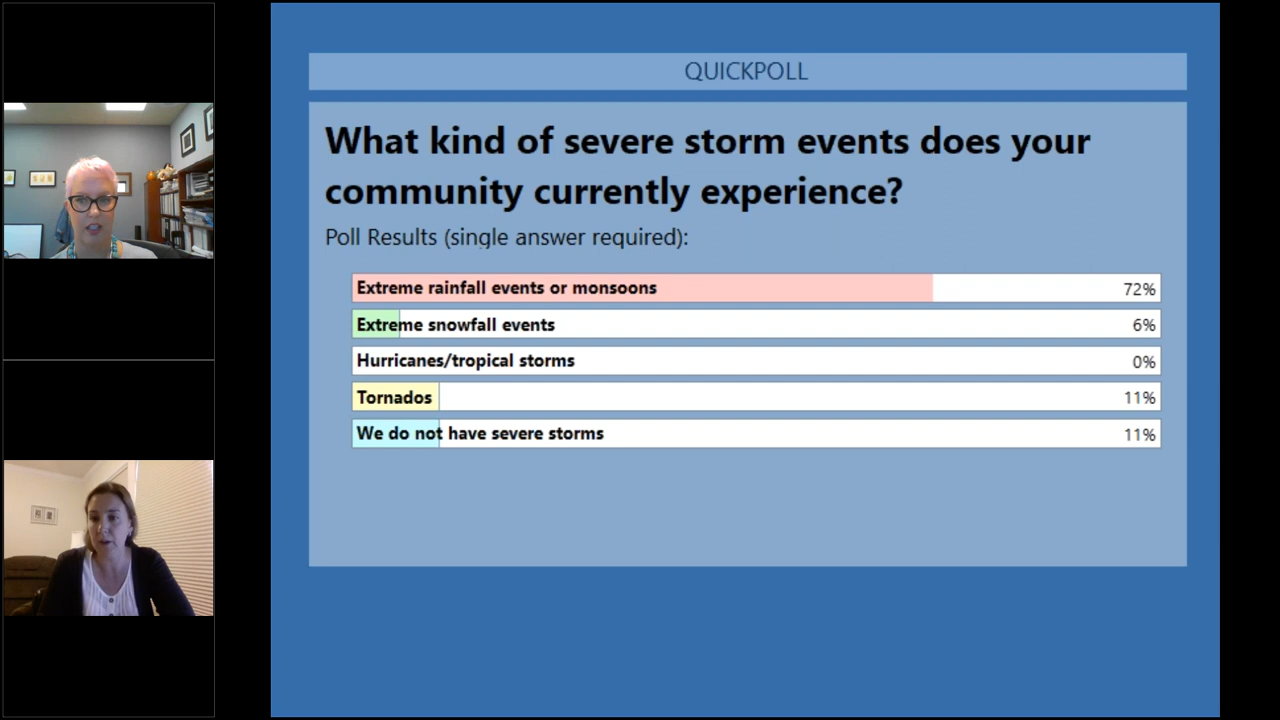 QUICKPOLL
What kind of severe storm events does your
community currently experience?
Poll Results (single answer required):
Extreme rainfall events or monsoons 72%
Extreme snowfall events 6%
Hurricanes/tropical storms 0%
Tornados 11%
We do not have severe storms 11%